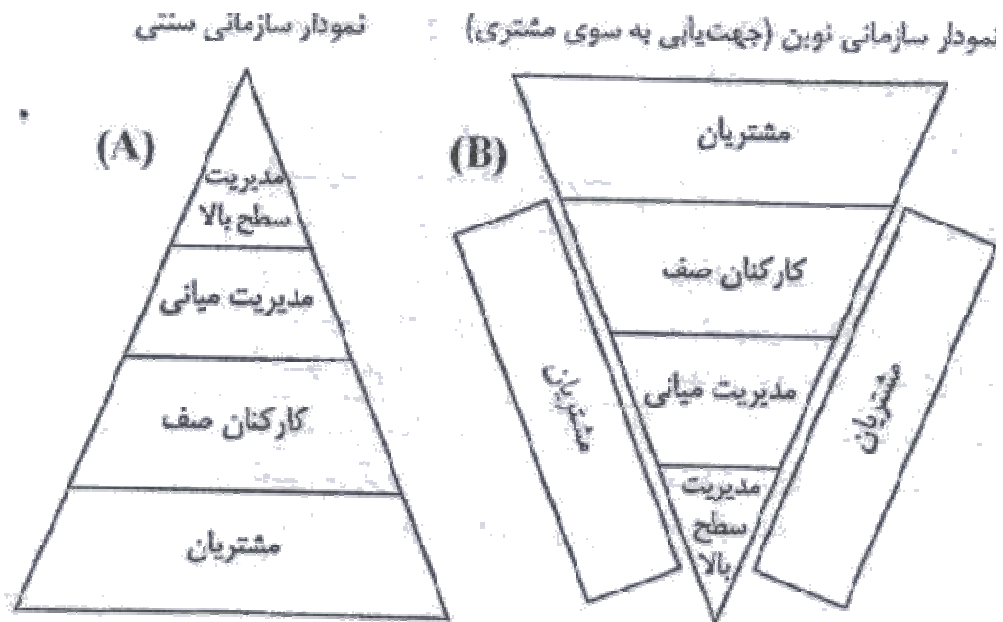 نمودار سازمانی نوین (جهت‌یابی به سوی مشتری)
نمودار سازمانی سنتی
(A)
مدیریت
سطح بالا
مدیریت میانی
کارکنان صف
مشتریان
(B)
مشتریان
کارکنان صف
مدیریت میانی
مدیریت
سطح
بالا
مشتریان
مشتریان